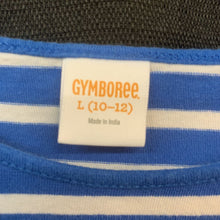 GYMBOREE.
L (10-12)
Made in India